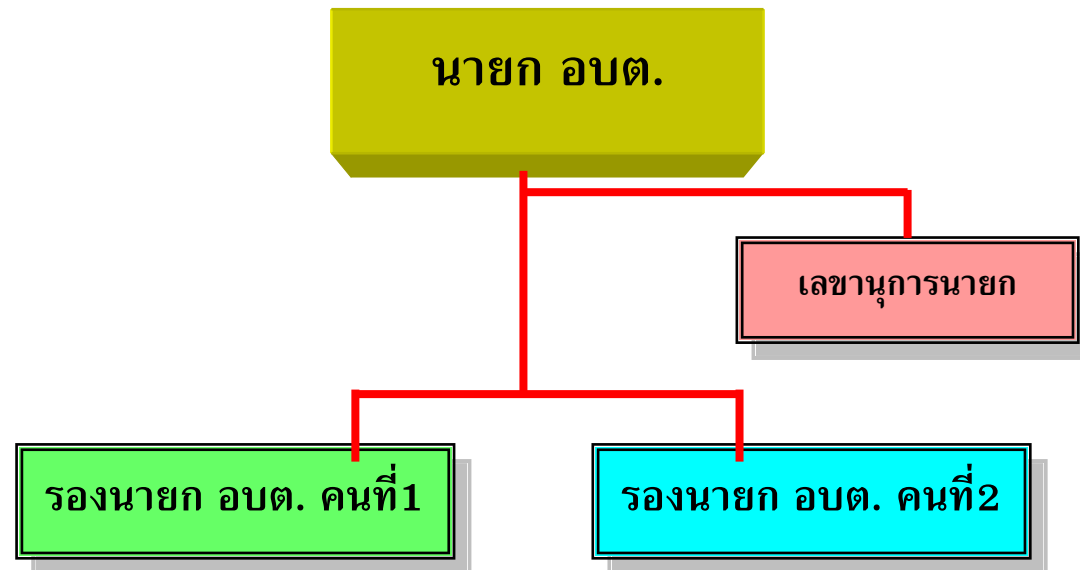 นายก อบต.
เลขานุการนายก
รองนายก อบต. คนที่1
รองนายก อบต. คนที่2